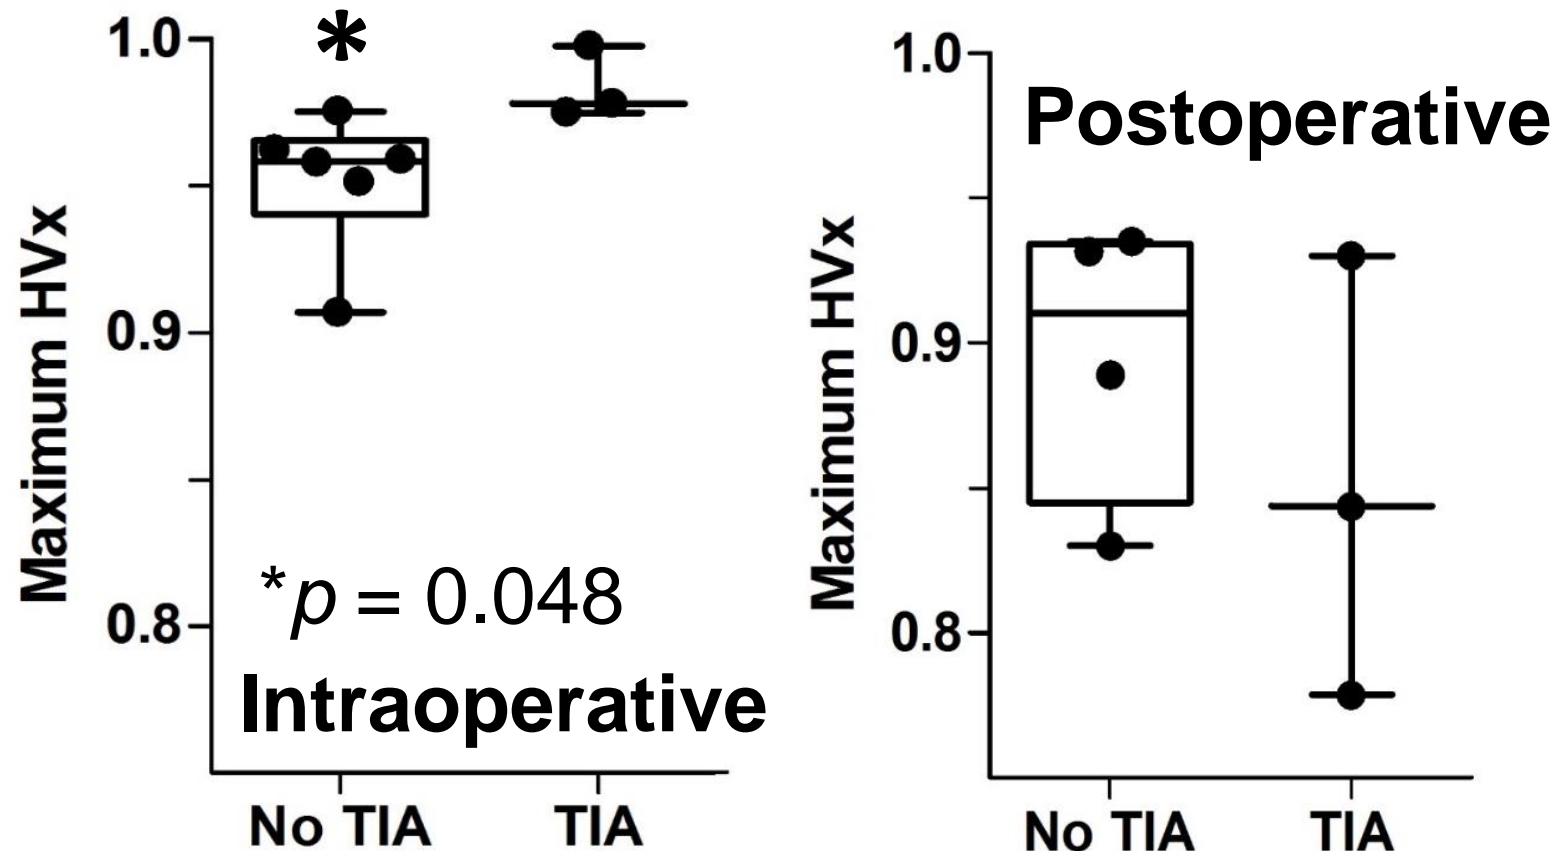 Maximum HVx
1.0
0.9
0.8
*
*p = 0.048
Intraoperative
No TIA
TIA
Maximum HVx
1.0
0.9
0.8
Postoperative
No TIA
TIA